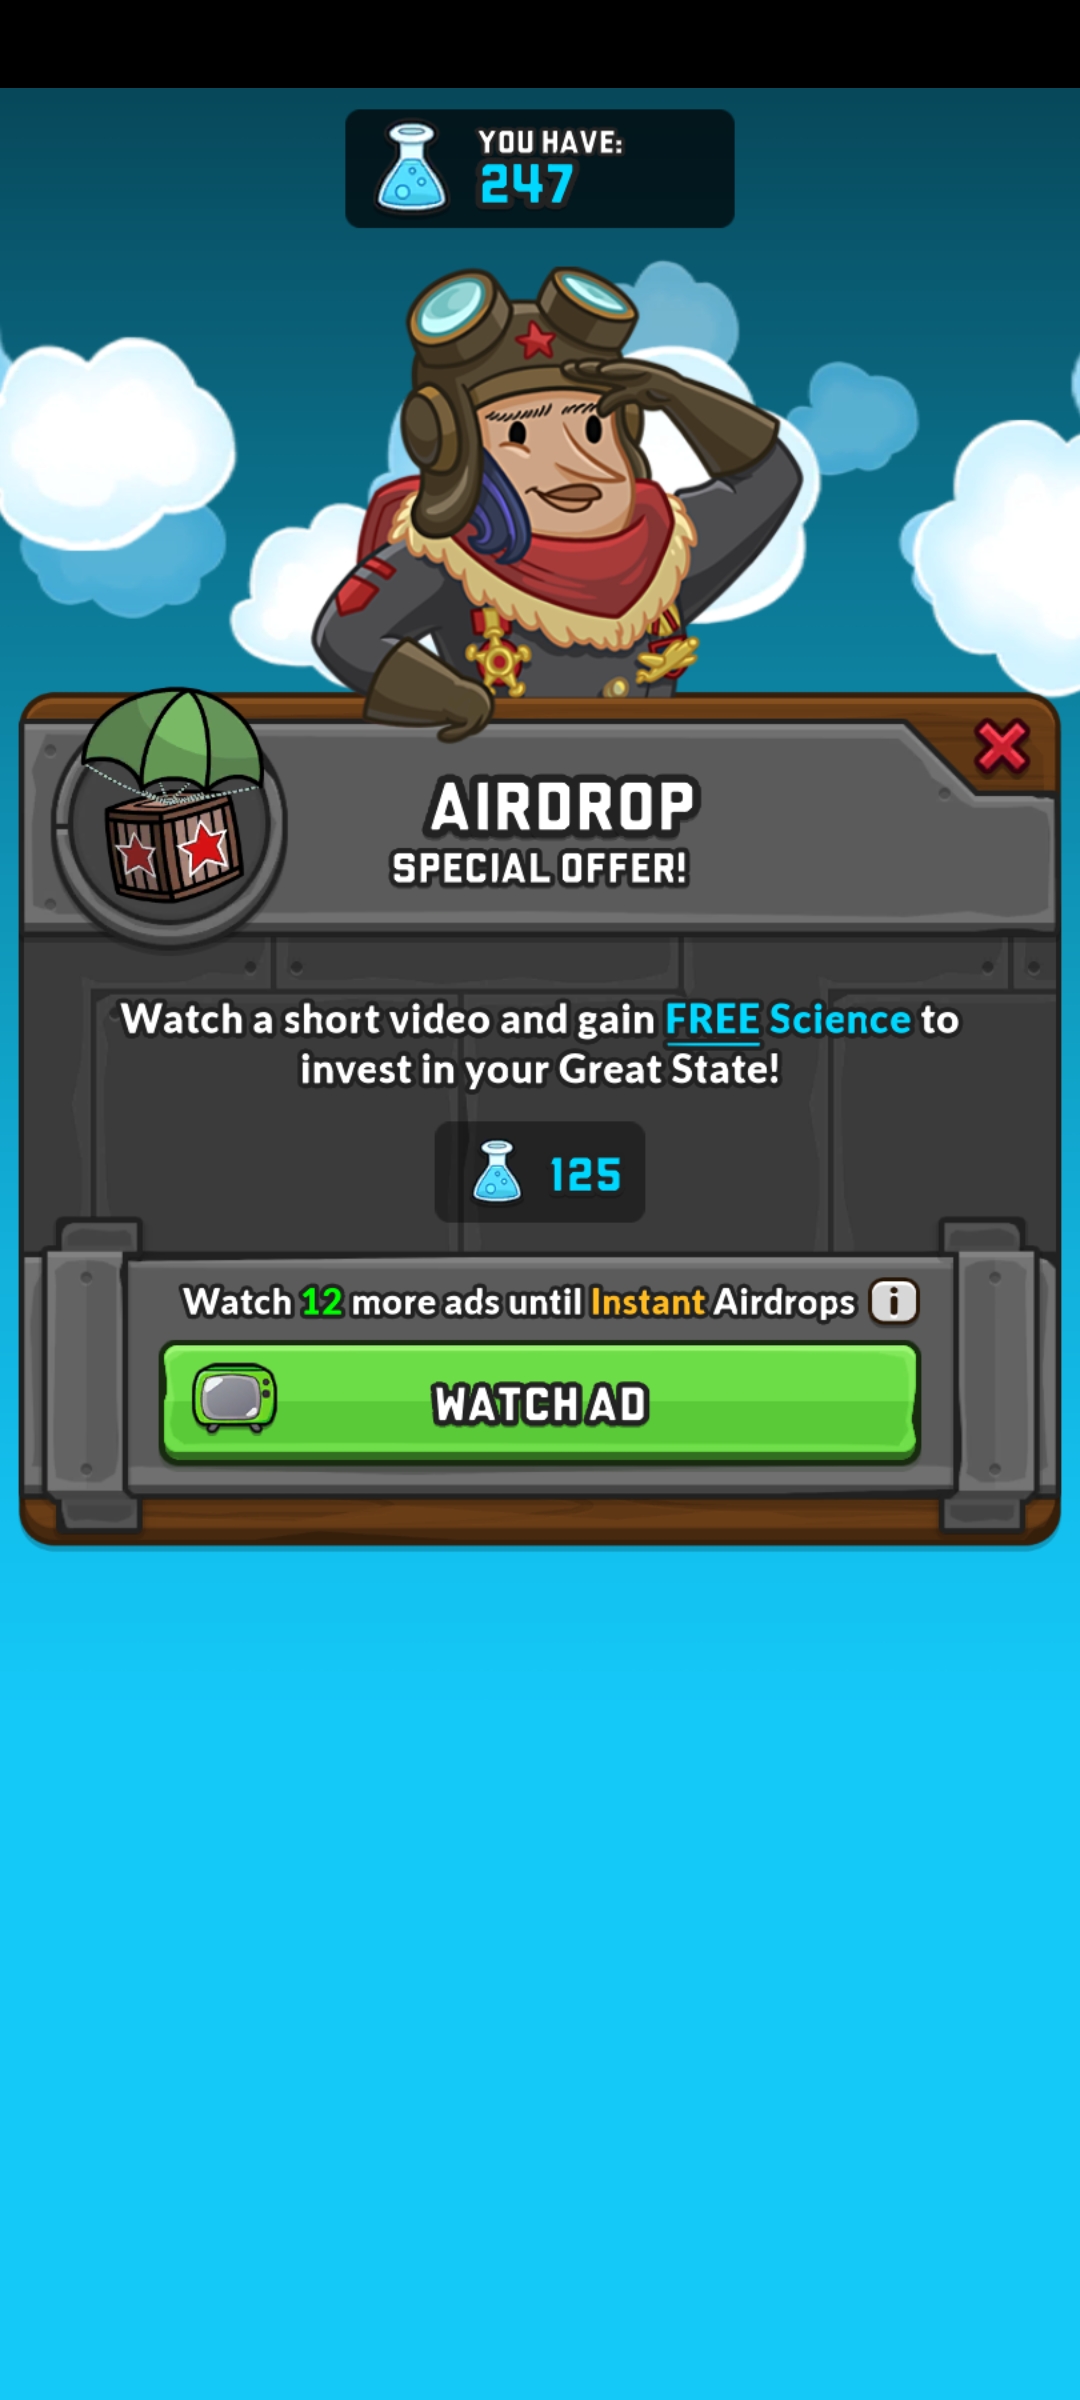 YOU HAVE:
247
AIRDROP
SPECIAL OFFER!
Watch a short video and gain FREE Science to
invest in your Great State!
125
Watch 12 more ads until Instant Airdrops
i
WATCH AD